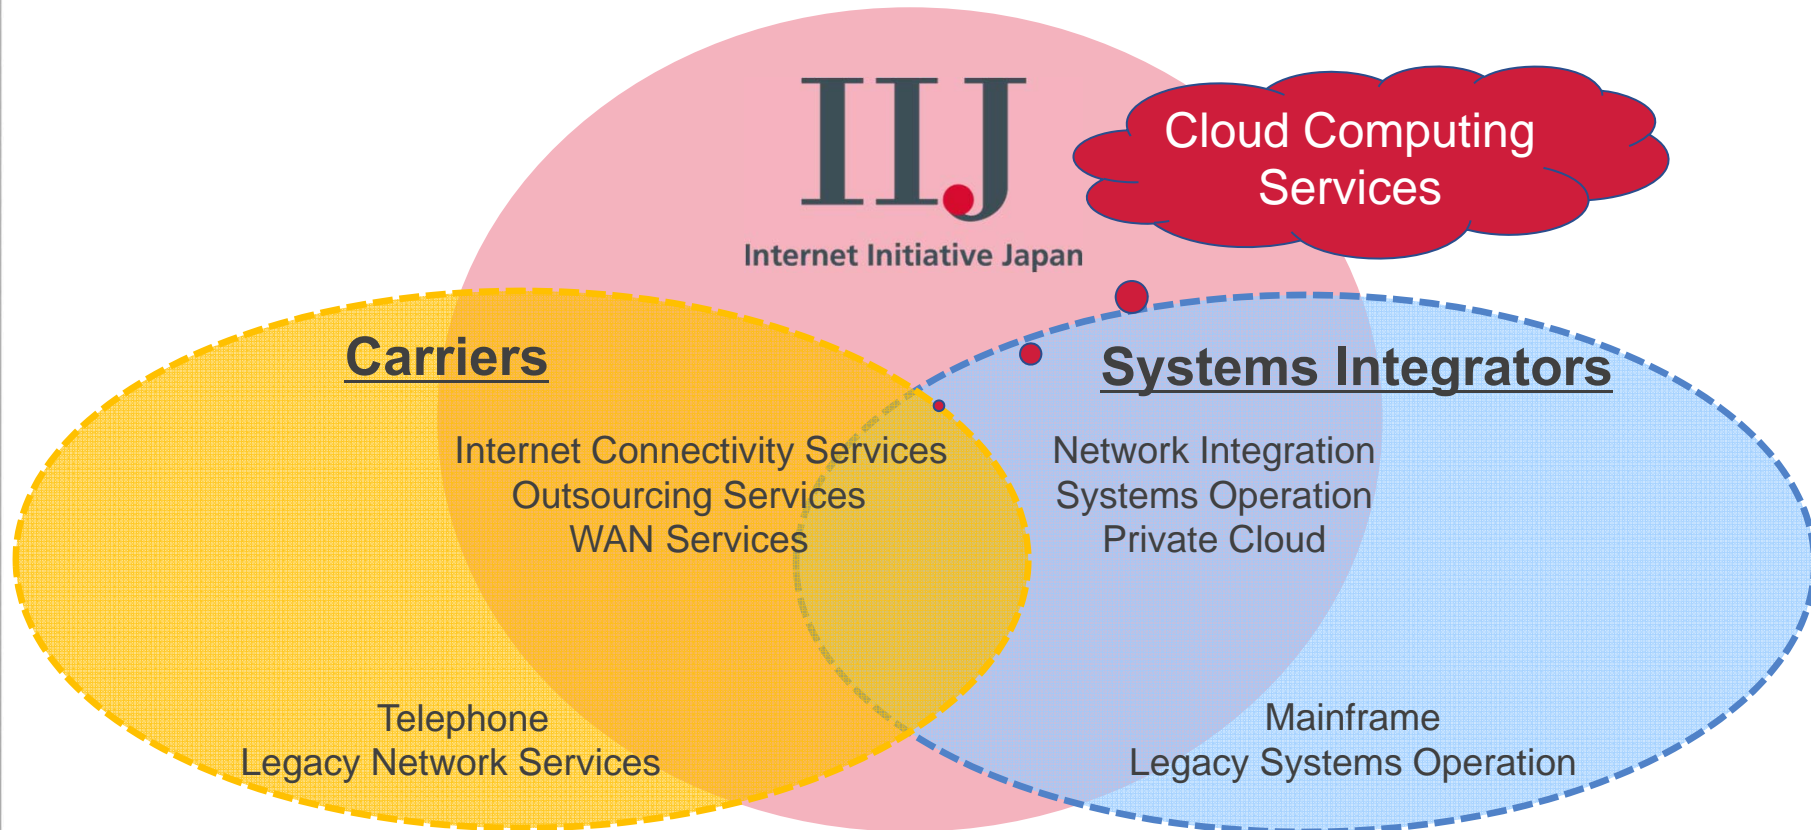 IIJ
Internet Initiative Japan
Cloud Computing
Services
Carriers
Systems Integrators
Internet Connectivity Services
Outsourcing Services
WAN Services
Network Integration
Systems Operation
Private Cloud
Telephone
Legacy Network Services
Mainframe
Legacy Systems Operation